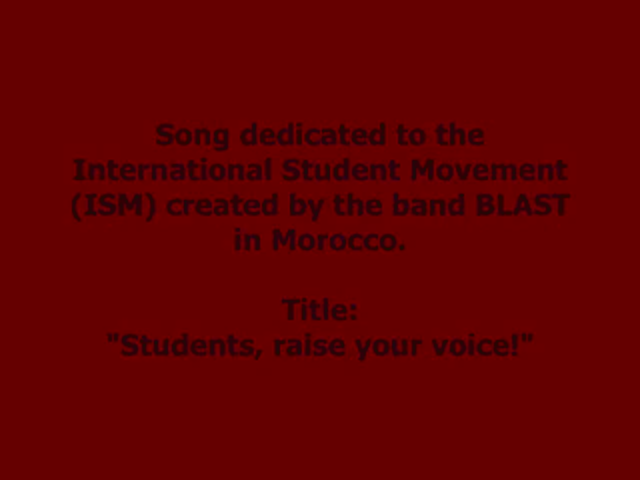 Song dedicated to the
International Student Movement
(ISM) created by the band BLAST
in Morocco.
Title:
"Students, raise your voice!"